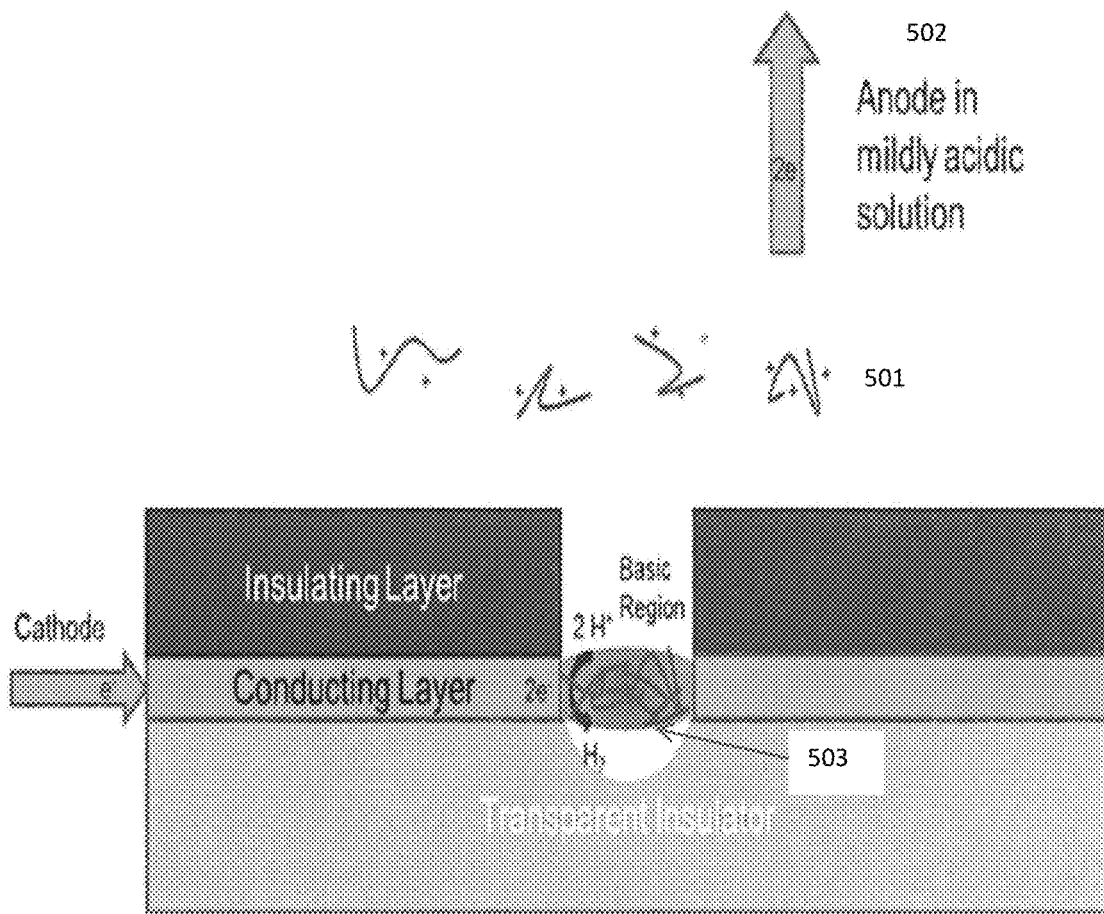 502
Anode in
mildly acidic
solution
2e
501
Insulating Layer
Basic
Region
2 H⁺
Cathode
e
Conducting Layer
2e
H₂
503
Transparent Insulator